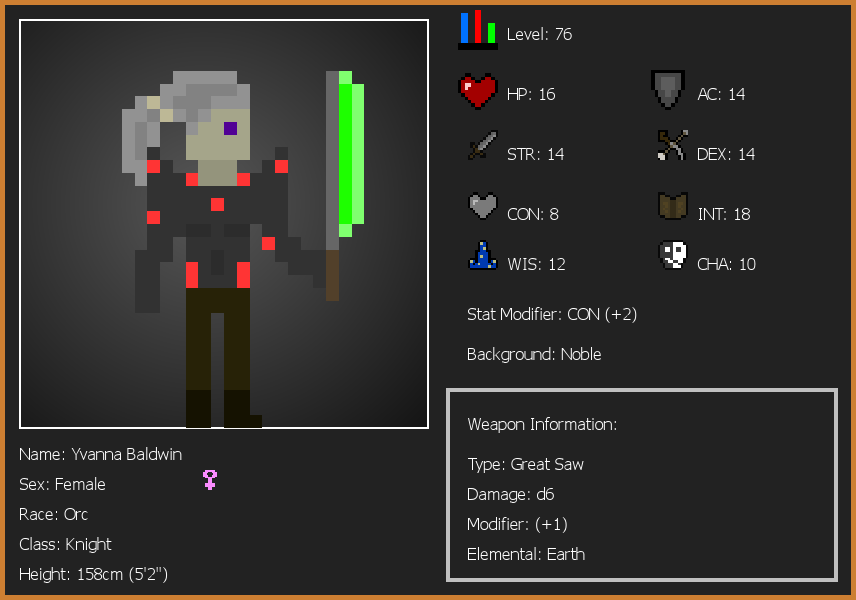 Level: 76
HP: 16
AC: 14
STR: 14
DEX: 14
CON: 8
INT: 18
WIS: 12
CHA: 10
Stat Modifier: CON (+2)
Background: Noble
Weapon Information:
Type: Great Saw
Damage: d6
Modifier: (+1)
Elemental: Earth
Name: Yvanna Baldwin
Sex: Female
Race: Orc
Class: Knight
Height: 158cm (5'2")